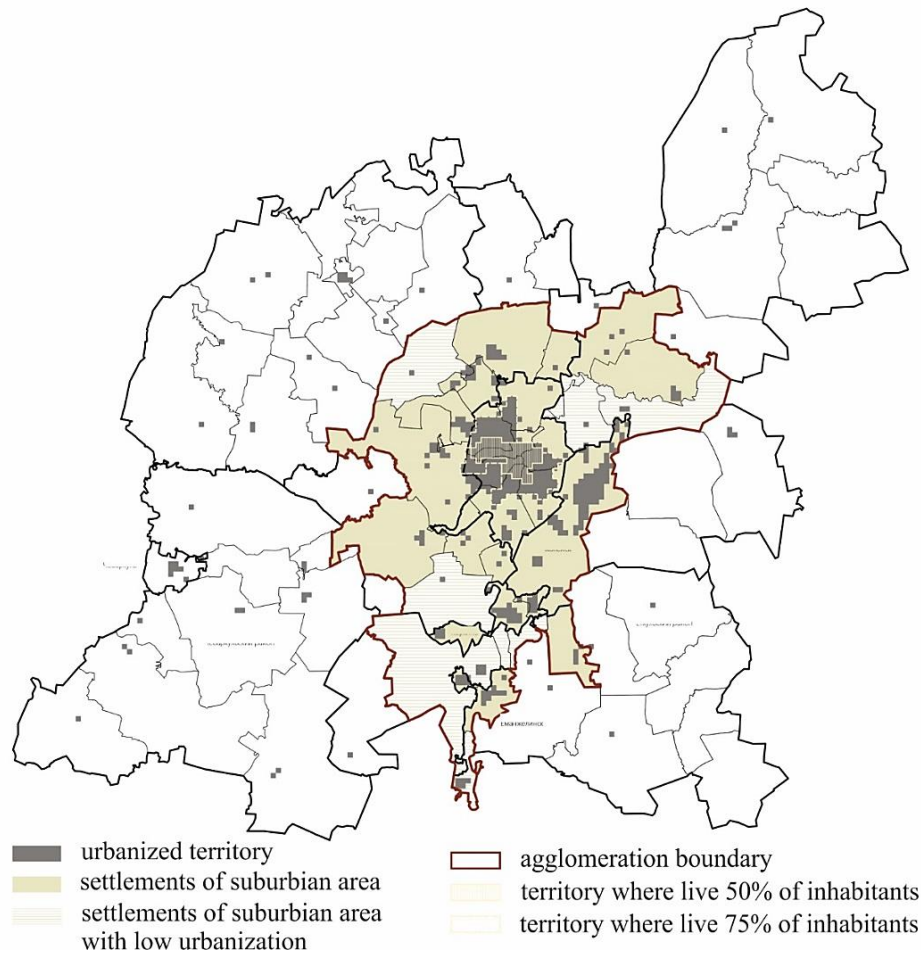 еманжелинск
urbanized territory
settlements of suburbian area
settlements of suburbian area
with low urbanization
agglomeration boundary
territory where live 50% of inhabitants
territory where live 75% of inhabitants